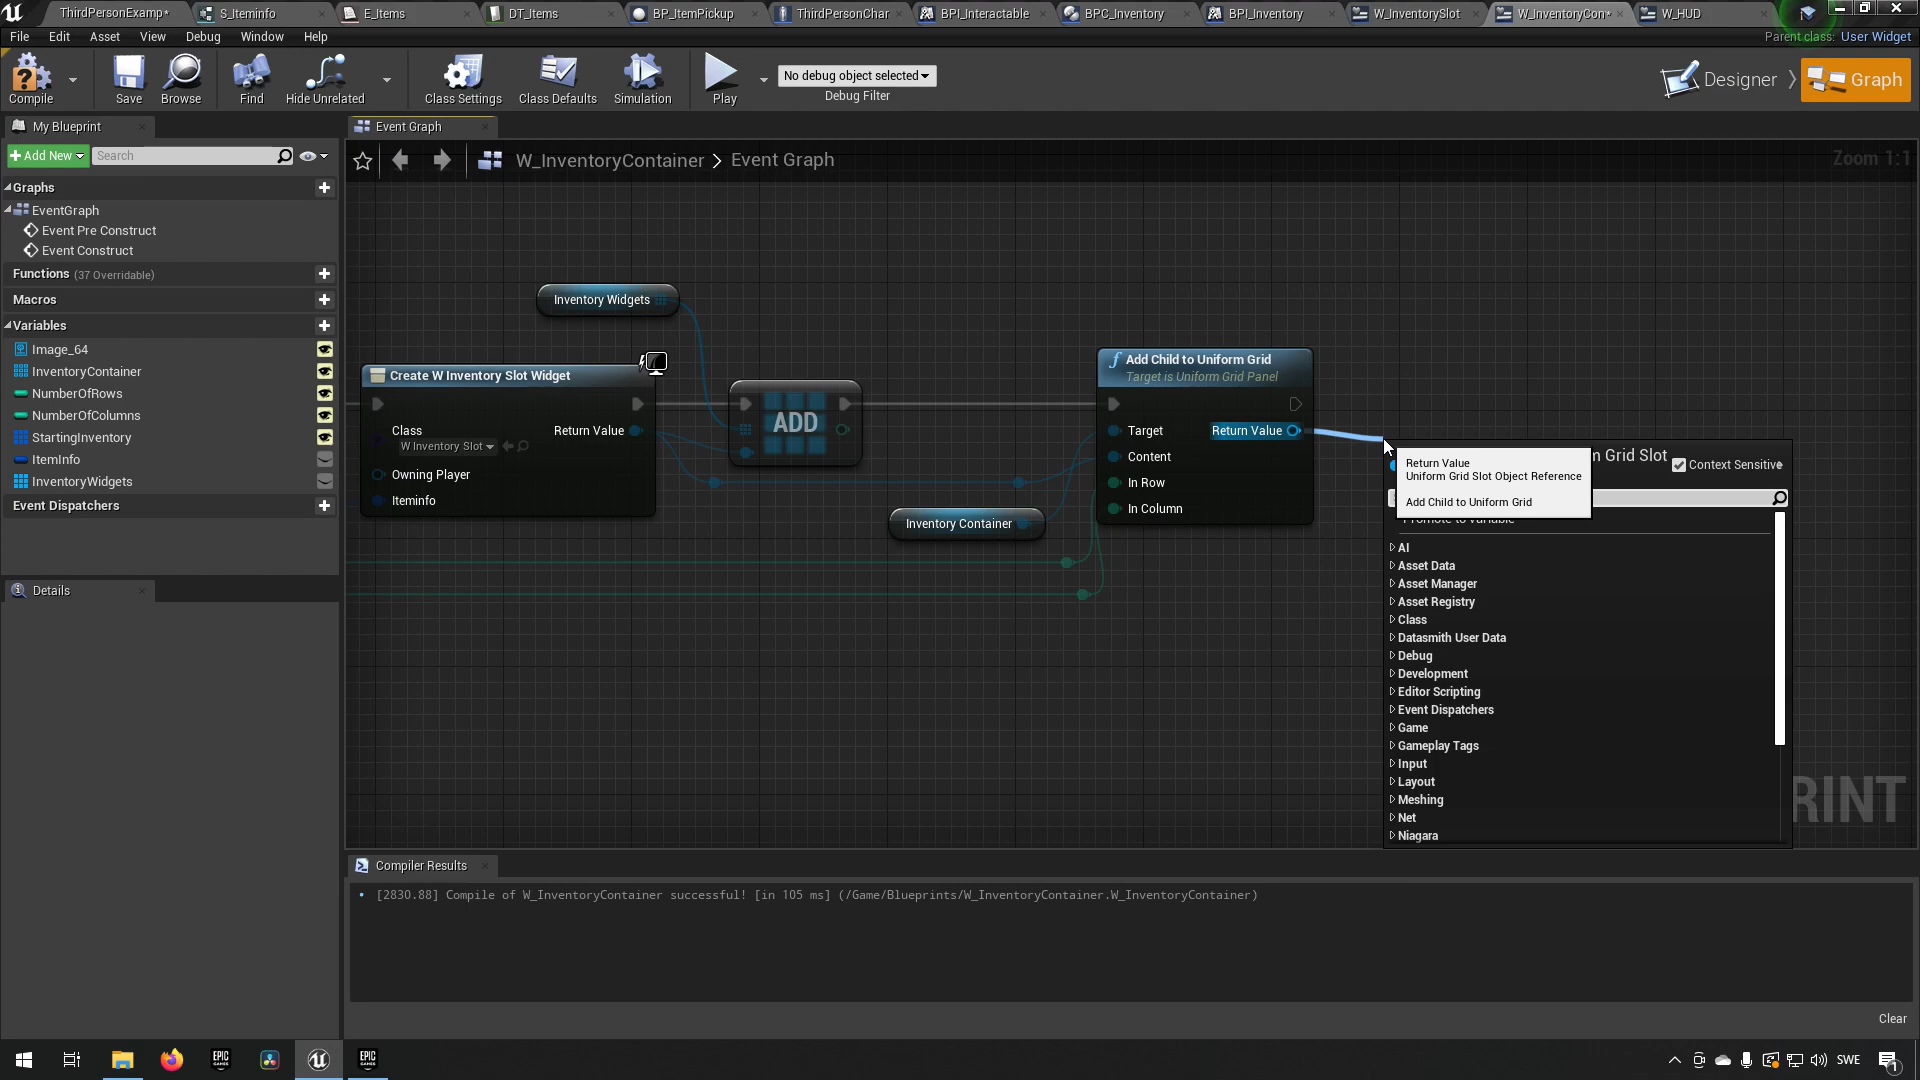 ThirdPersonExamp*
S_Iteminfo
E_Items
DT_Items
BP_ItemPickup
ThirdPersonChar
BPI_Interactable
BPC_Inventory
BPI_Inventory
W_InventorySlot
W_InventoryCon*
W_HUD
File Edit Asset View Debug Window Help
Parent class: User Widget
Compile
Save
Browse
Find
Hide Unrelated
Class Settings
Class Defaults
Simulation
Play
No debug object selected
Debug Filter
Designer
Graph
My Blueprint
Event Graph
Add New
Search
W_InventoryContainer > Event Graph
Zoom 1:1
Graphs
EventGraph
Event Pre Construct
Event Construct
Functions (37 Overridable)
Macros
Variables
Image_64
InventoryContainer
NumberOfRows
NumberOfColumns
StartingInventory
ItemInfo
InventoryWidgets
Event Dispatchers
Details
Inventory Widgets
Create W Inventory Slot Widget
Class
W Inventory Slot
Return Value
Owning Player
Iteminfo
ADD
Inventory Container
Add Child to Uniform Grid
Target is Uniform Grid Panel
Target
Return Value
Content
In Row
In Column
Grid Slot
Context Sensitive
Return Value
Uniform Grid Slot Object Reference
Add Child to Uniform Grid
Promote to variable
AI
Asset Data
Asset Manager
Asset Registry
Class
Datasmith User Data
Debug
Development
Editor Scripting
Event Dispatchers
Game
Gameplay Tags
Input
Layout
Meshing
Net
Niagara
RINT
Compiler Results
[2830.88] Compile of W_InventoryContainer successful! [in 105 ms] (/Game/Blueprints/W_InventoryContainer.W_InventoryContainer)
Clear
EPIC
GAMES
EPIC
GAMES
SWE
1